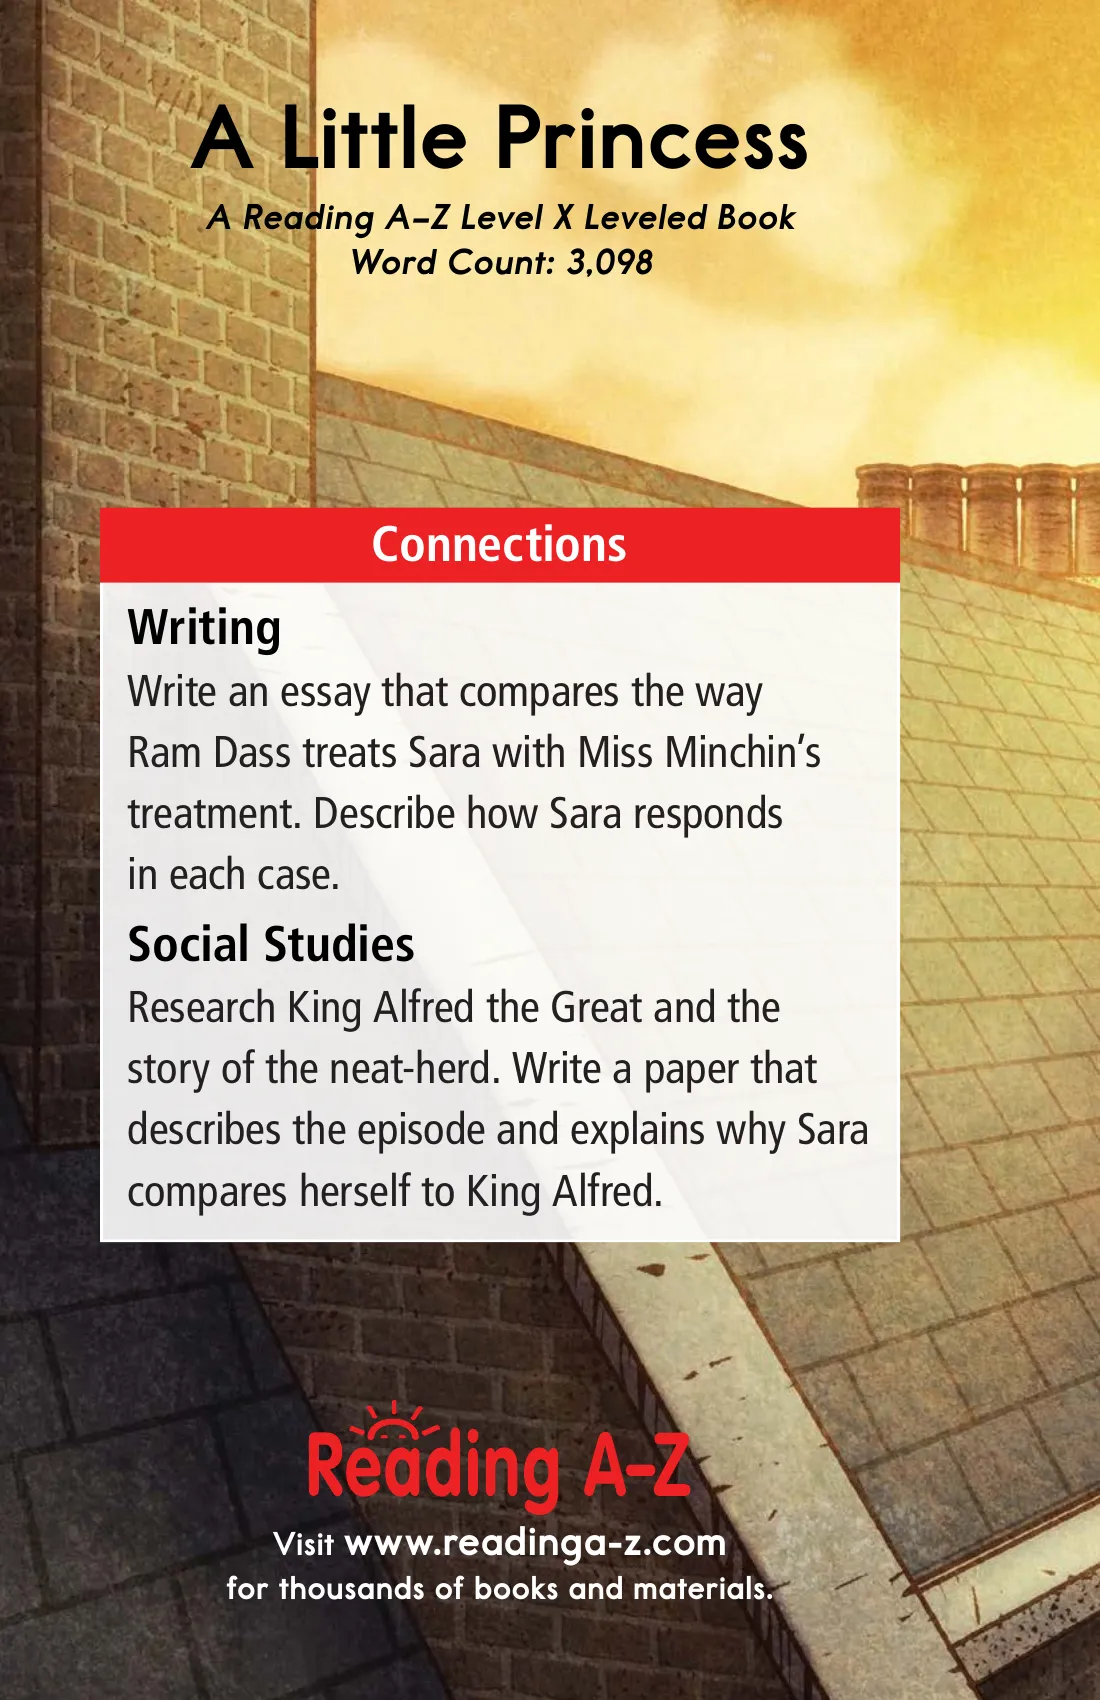 A Little Princess
A Reading A–Z Level X Leveled Book
Word Count: 3,098
Connections
Writing
Write an essay that compares the way
Ram Dass treats Sara with Miss Minchin’s
treatment. Describe how Sara responds
in each case.
Social Studies
Research King Alfred the Great and the
story of the neat-herd. Write a paper that
describes the episode and explains why Sara
compares herself to King Alfred.
Reading A–Z
Visit www.readinga-z.com
for thousands of books and materials.